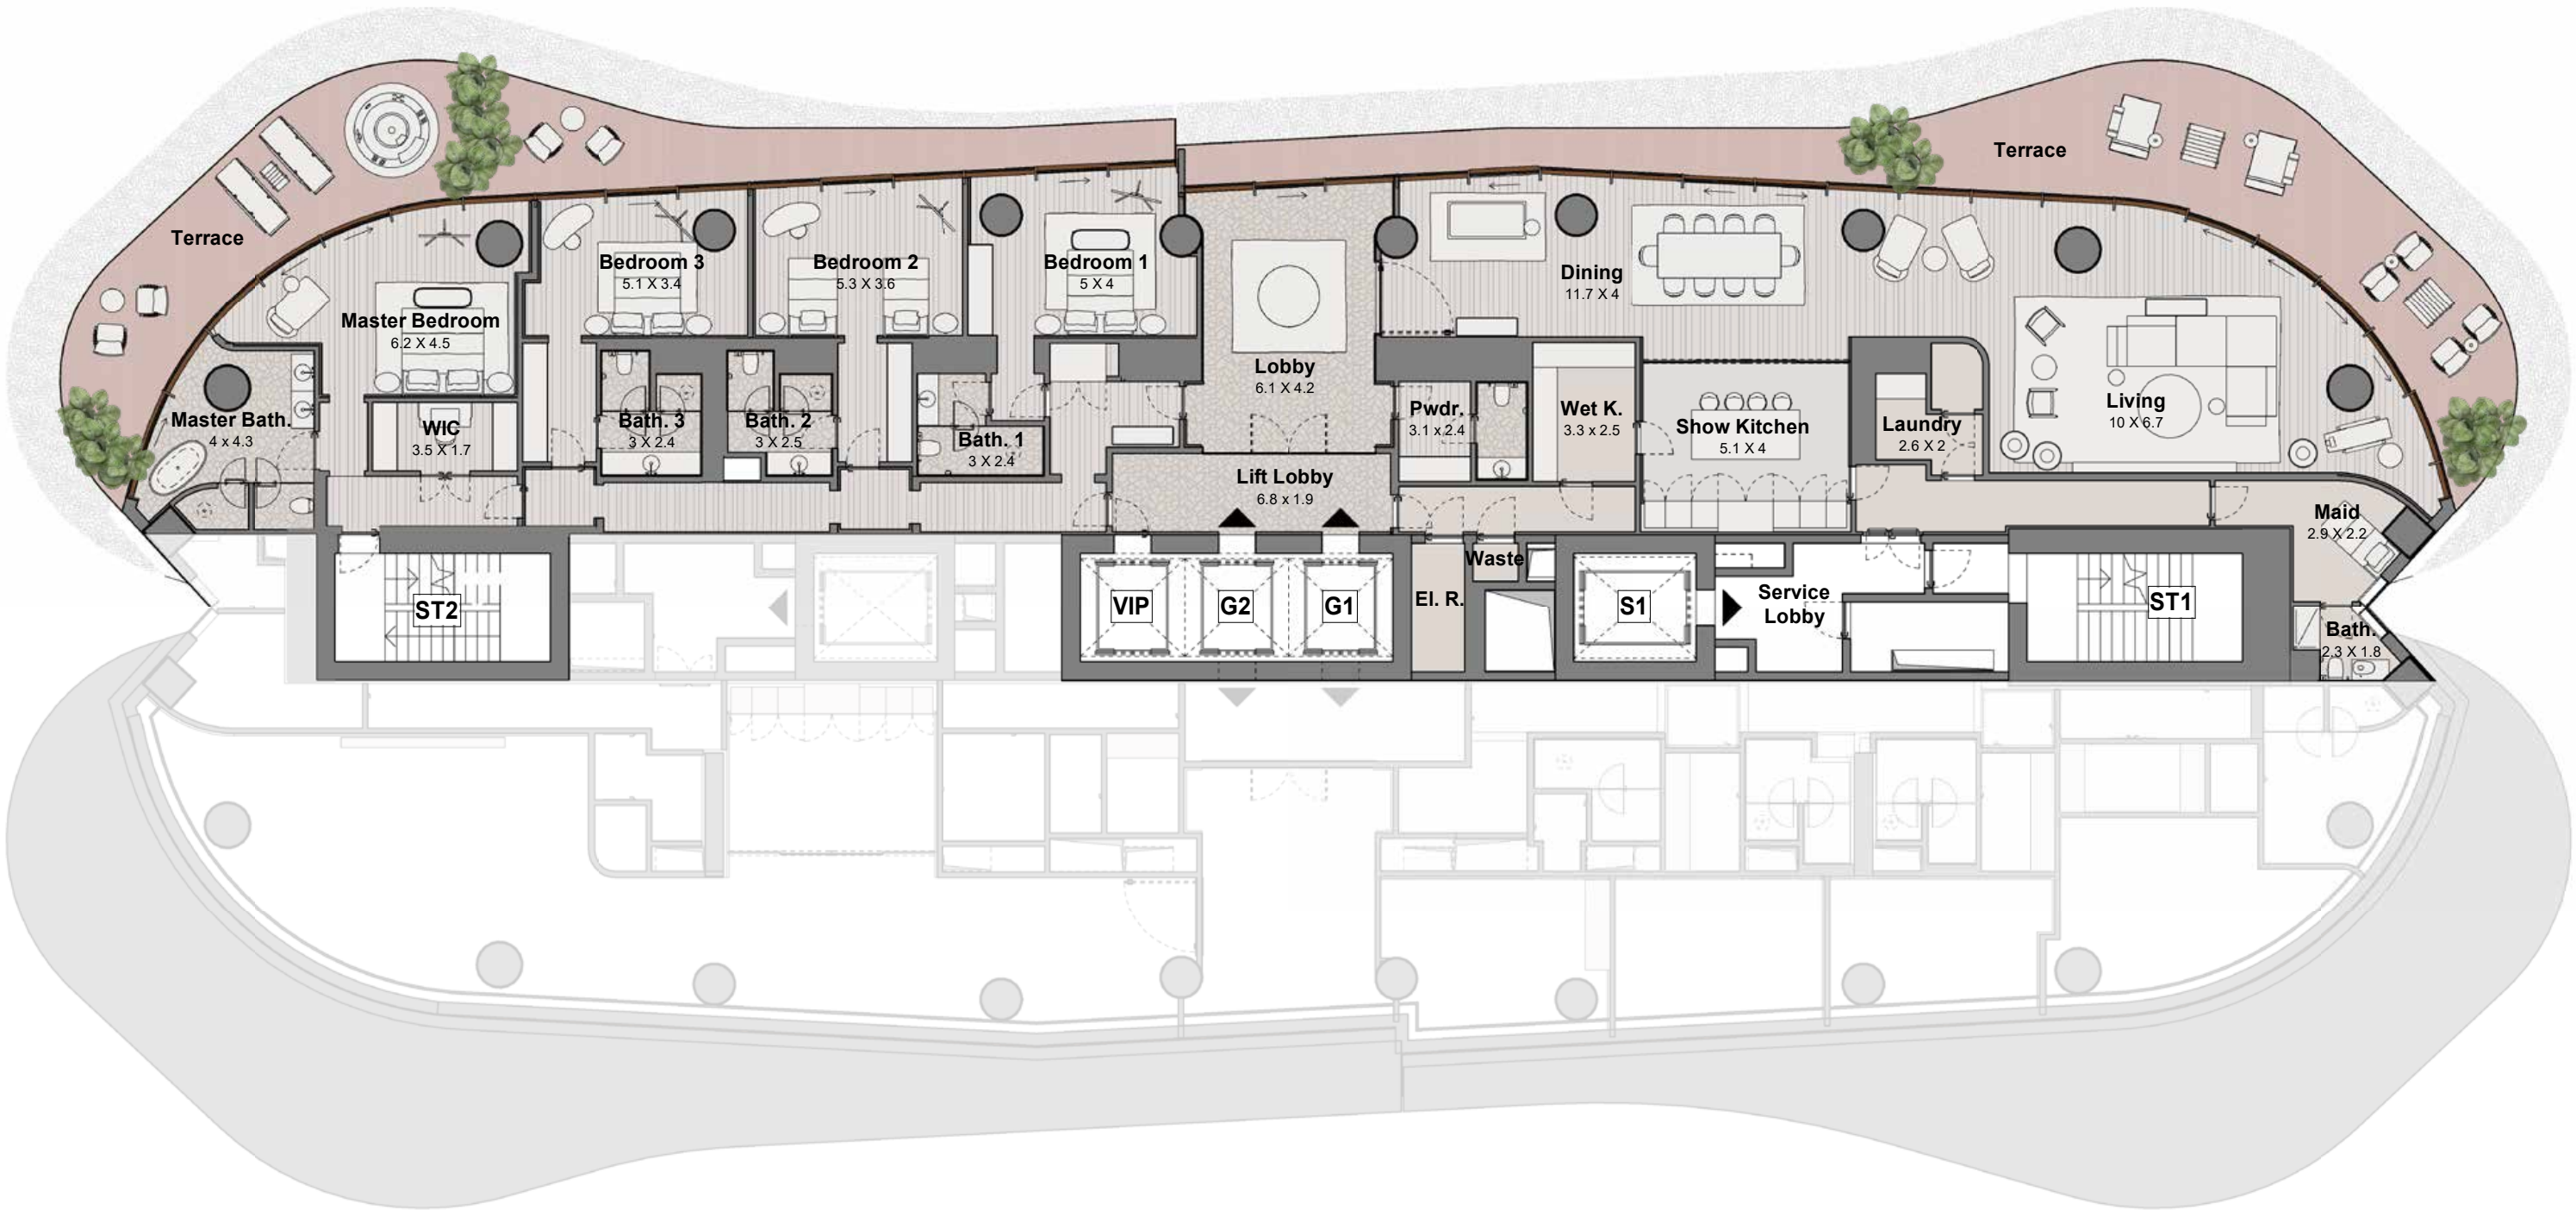 Terrace
Terrace
Master Bedroom
6.2 X 4.5
Bedroom 3
5.1 X 3.4
Bedroom 2
5.3 X 3.6
Bedroom 1
5 X 4
Lobby
6.1 X 4.2
Dining
11.7 X 4
Living
10 X 6.7
Master Bath.
4 x 4.3
WIC
3.5 X 1.7
Bath. 3
3 X 2.4
Bath. 2
3 X 2.5
Bath. 1
3 X 2.4
Lift Lobby
6.8 x 1.9
Pwdr.
3.1 x 2.4
Wet K.
3.3 x 2.5
Show Kitchen
5.1 X 4
Laundry
2.6 X 2
Maid
2.9 X 2.2
Bath.
2.3 X 1.8
ST2
VIP
G2
G1
El. R.
Waste
S1
Service
Lobby
ST1